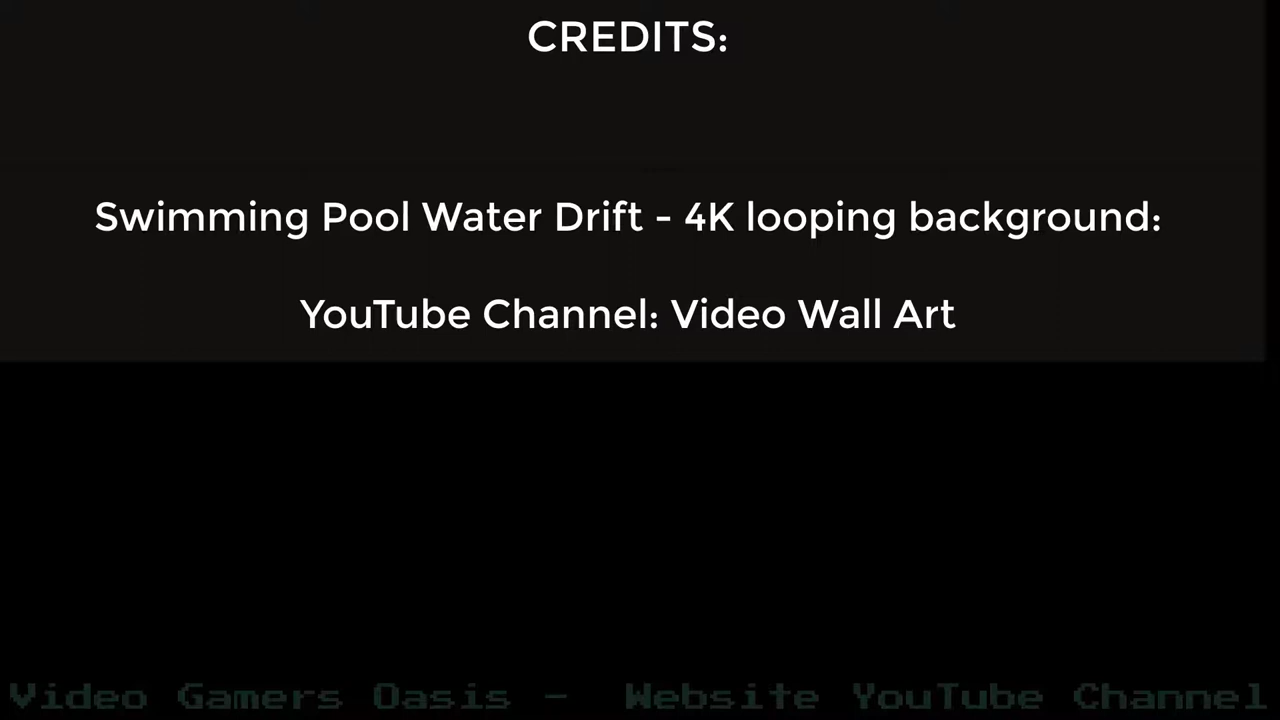 CREDITS:
Swimming Pool Water Drift - 4K looping background:
YouTube Channel: Video Wall Art
Video Gamers Oasis - Website YouTube Channel